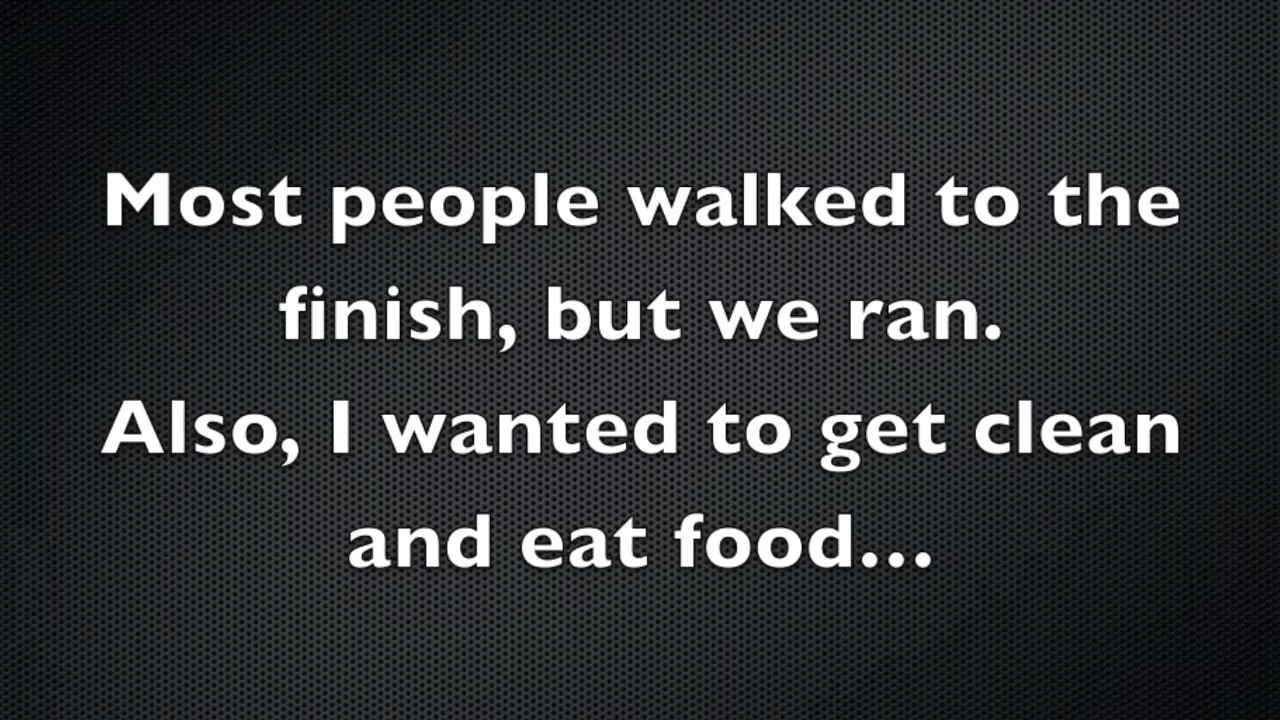 Most people walked to the
finish, but we ran.
Also, I wanted to get clean
and eat food...